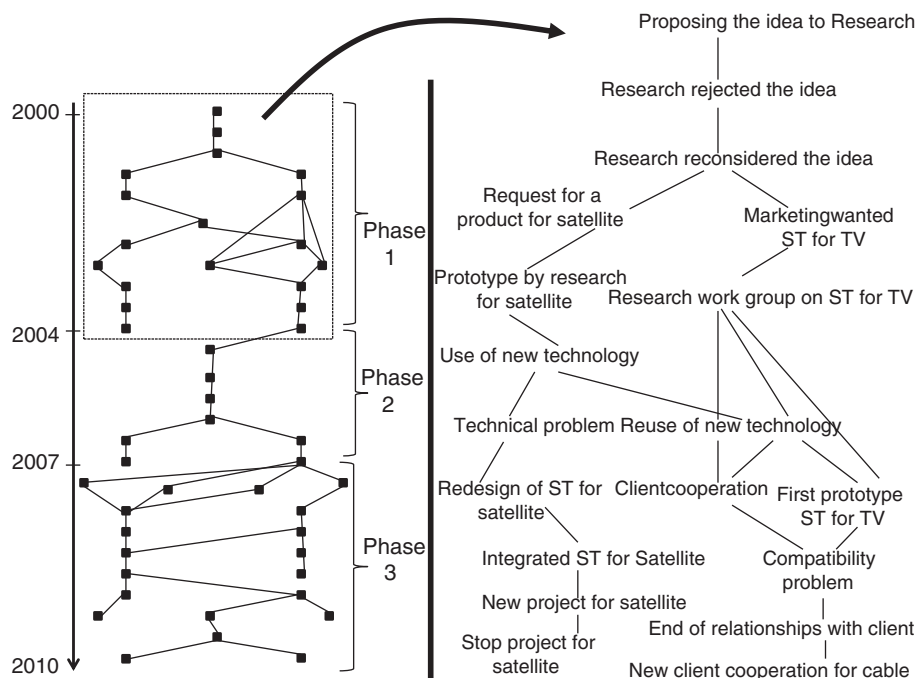 2000
2004
2007
2010
Phase
1
Phase
2
Phase
3
Proposing the idea to Research
Research rejected the idea
Research reconsidered the idea
Request for a
product for satellite
Marketingwanted
ST for TV
Prototype by research
for satellite
Research work group on ST for TV
Use of new technology
Technical problem
Reuse of new technology
Redesign of ST for
satellite
Clientcooperation
First prototype
ST for TV
Integrated ST for Satellite
Compatibility
problem
New project for satellite
End of relationships with client
Stop project for
satellite
New client cooperation for cable